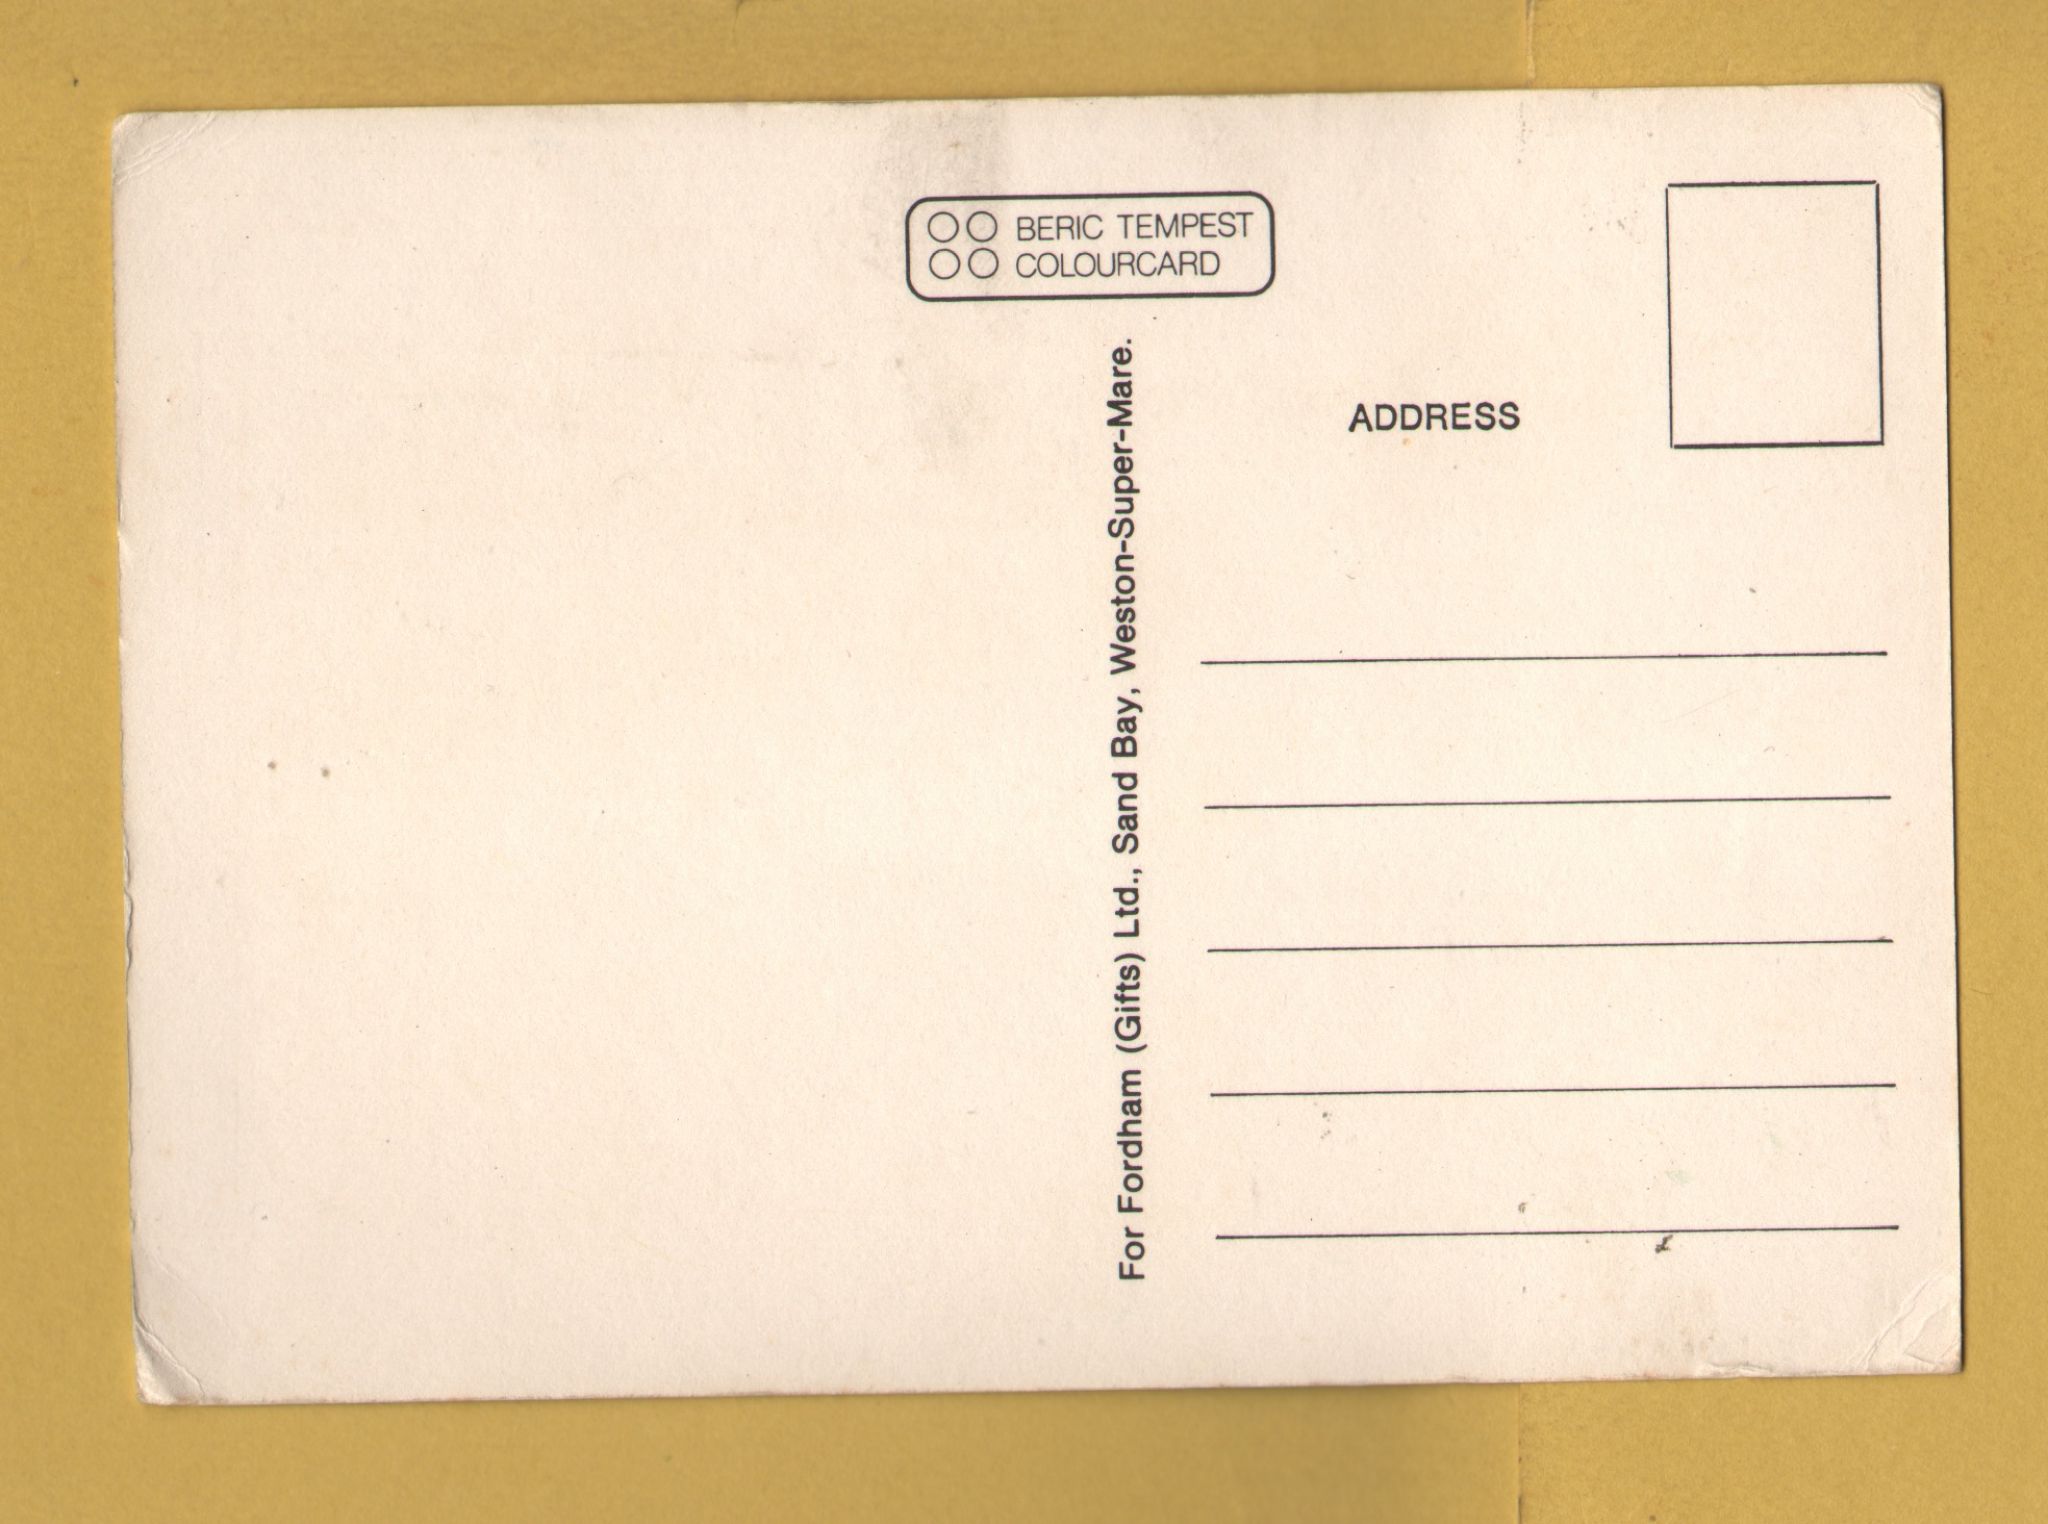 BERIC TEMPEST
COLOURCARD
For Fordham (Gifts) Ltd., Sand Bay, Weston-Super-Mare.
ADDRESS